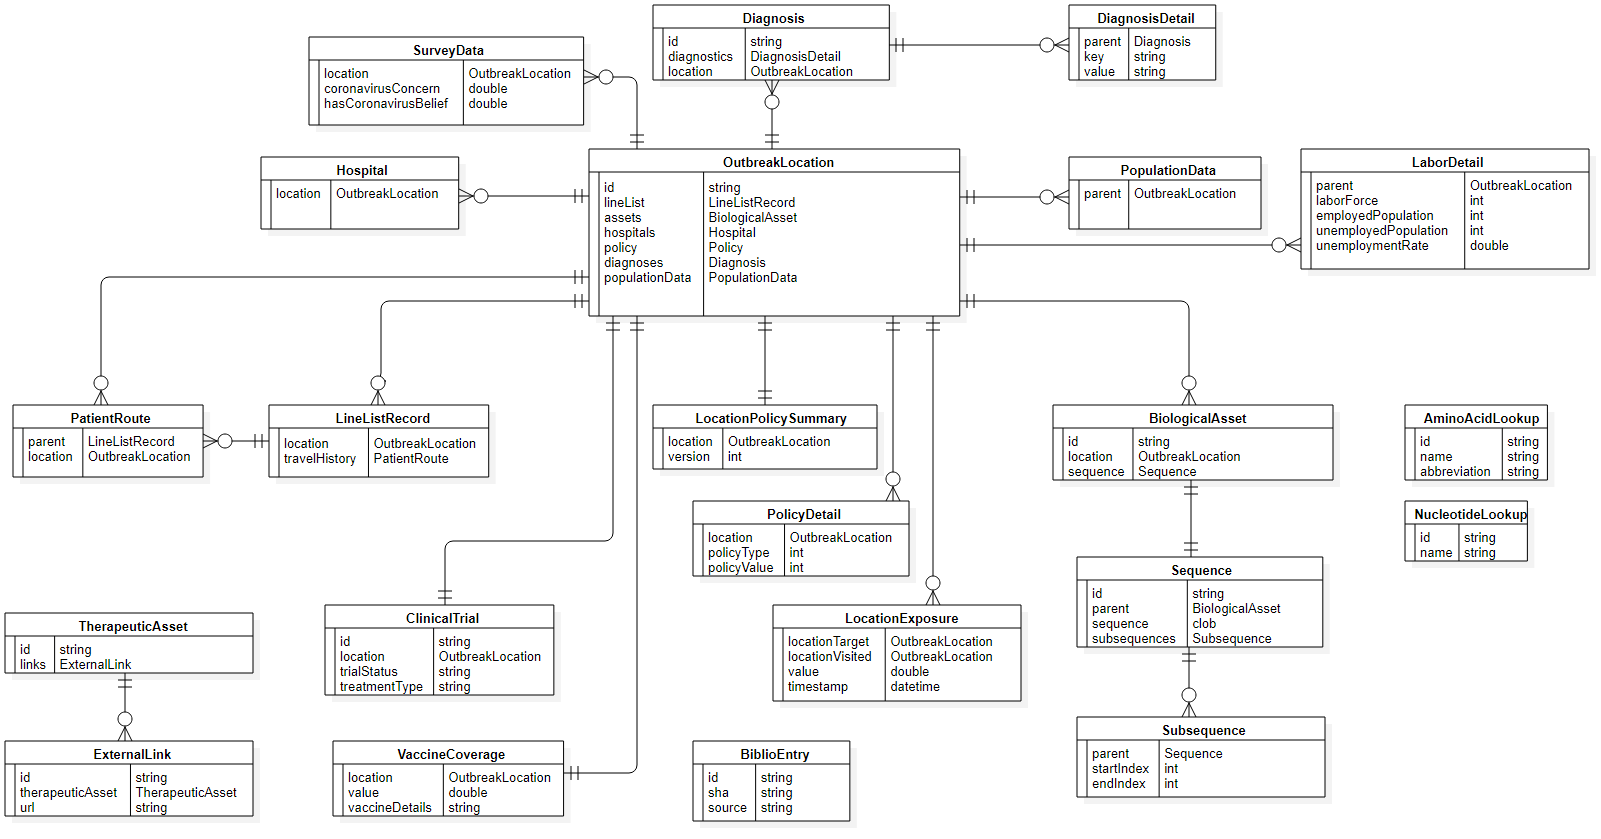 Diagnosis
id string
diagnostics DiagnosisDetail
location OutbreakLocation
DiagnosisDetail
parent Diagnosis
key string
value string
SurveyData
location OutbreakLocation
coronavirusConcern double
hasCoronavirusBelief double
Hospital
location OutbreakLocation
OutbreakLocation
id string
lineList LineListRecord
assets BiologicalAsset
hospitals Hospital
policy Policy
diagnoses Diagnosis
populationData PopulationData
PopulationData
parent OutbreakLocation
LaborDetail
parent OutbreakLocation
laborForce int
employedPopulation int
unemployedPopulation int
unemploymentRate double
PatientRoute
parent LineListRecord
location OutbreakLocation
LineListRecord
location OutbreakLocation
travelHistory PatientRoute
LocationPolicySummary
location OutbreakLocation
version int
BiologicalAsset
id string
location OutbreakLocation
sequence Sequence
AminoAcidLookup
id string
name string
abbreviation string
PolicyDetail
location OutbreakLocation
policyType int
policyValue int
NucleotideLookup
id string
name string
Sequence
id string
parent BiologicalAsset
sequence clob
subsequences Subsequence
TherapeuticAsset
id string
links ExternalLink
ClinicalTrial
id string
location OutbreakLocation
trialStatus string
treatmentType string
LocationExposure
locationTarget OutbreakLocation
locationVisited OutbreakLocation
value double
timestamp datetime
Subsequence
parent Sequence
startIndex int
endIndex int
ExternalLink
id string
therapeuticAsset TherapeuticAsset
url string
VaccineCoverage
location OutbreakLocation
value double
vaccineDetails string
BiblioEntry
id string
sha string
source string